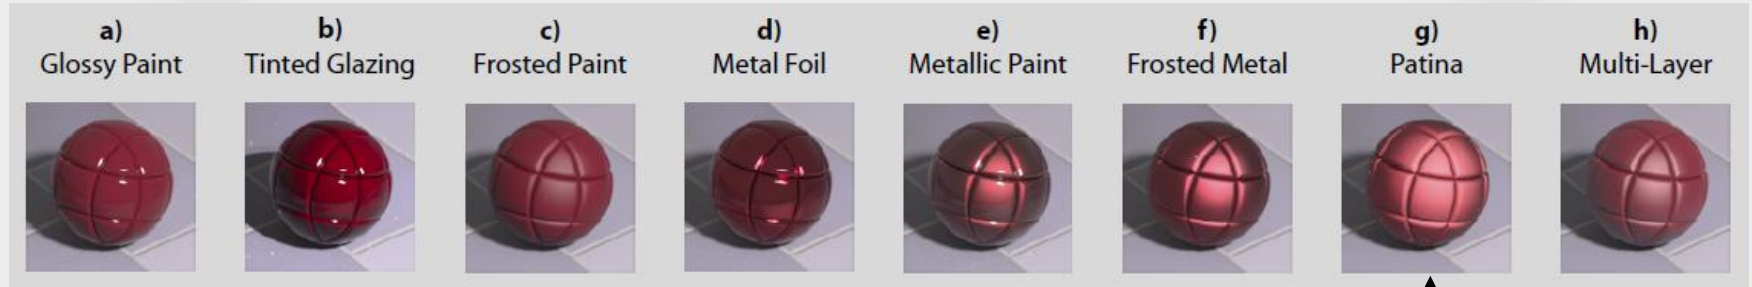 a) b) c) d) e) f) g) h)
Glossy Paint Tinted Glazing Frosted Paint Metal Foil Metallic Paint Frosted Metal Patina Multi-Layer